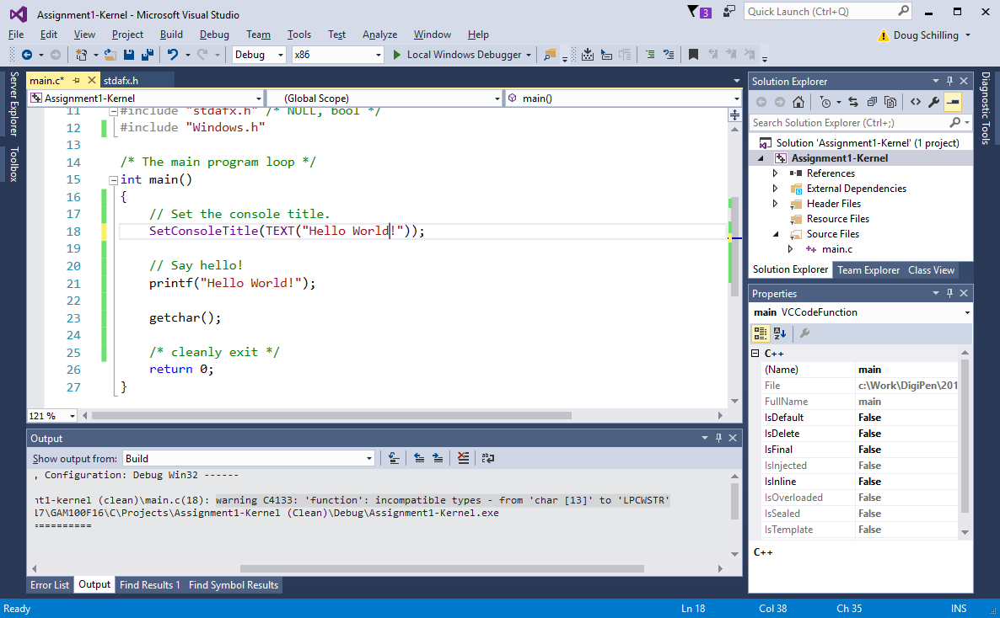 Assignment1-Kernel - Microsoft Visual Studio
3
Quick Launch (Ctrl+Q)
File Edit View Project Build Debug Team Tools Test Analyze Window Help
Doug Schilling
Debug x86 Local Windows Debugger
Server Explorer
Toolbox
main.c* stdafx.h
Assignment1-Kernel (Global Scope) main()
11 #include "stdafx.h" /* NULL, bool */
12 #include "Windows.h"
13
14 /* The main program loop */
15 int main()
16 {
17 // Set the console title.
18 SetConsoleTitle(TEXT("Hello World!"));
19
20 // Say hello!
21 printf("Hello World!");
22
23 getchar();
24
25 /* cleanly exit */
26 return 0;
27 }
121 %
Output
Show output from: Build
, Configuration: Debug Win32 ------
nt1-kernel (clean)\main.c(18): warning C4133: 'function': incompatible types - from 'char [13]' to 'LPCWSTR'
17\GAM100F16\C\Projects\Assignment1-Kernel (Clean)\Debug\Assignment1-Kernel.exe
==========
Error List Output Find Results 1 Find Symbol Results
Solution Explorer
Search Solution Explorer (Ctrl+;)
Solution 'Assignment1-Kernel' (1 project)
Assignment1-Kernel
References
External Dependencies
Header Files
Resource Files
Source Files
main.c
Solution Explorer Team Explorer Class View
Properties
main VCCodeFunction
C++
(Name) main
File c:\Work\DigiPen\201
FullName main
IsDefault False
IsDelete False
IsFinal False
IsInjected False
IsInline False
IsOverloaded False
IsSealed False
IsTemplate False
C++
Diagnostic Tools
Ready Ln 18 Col 38 Ch 35 INS